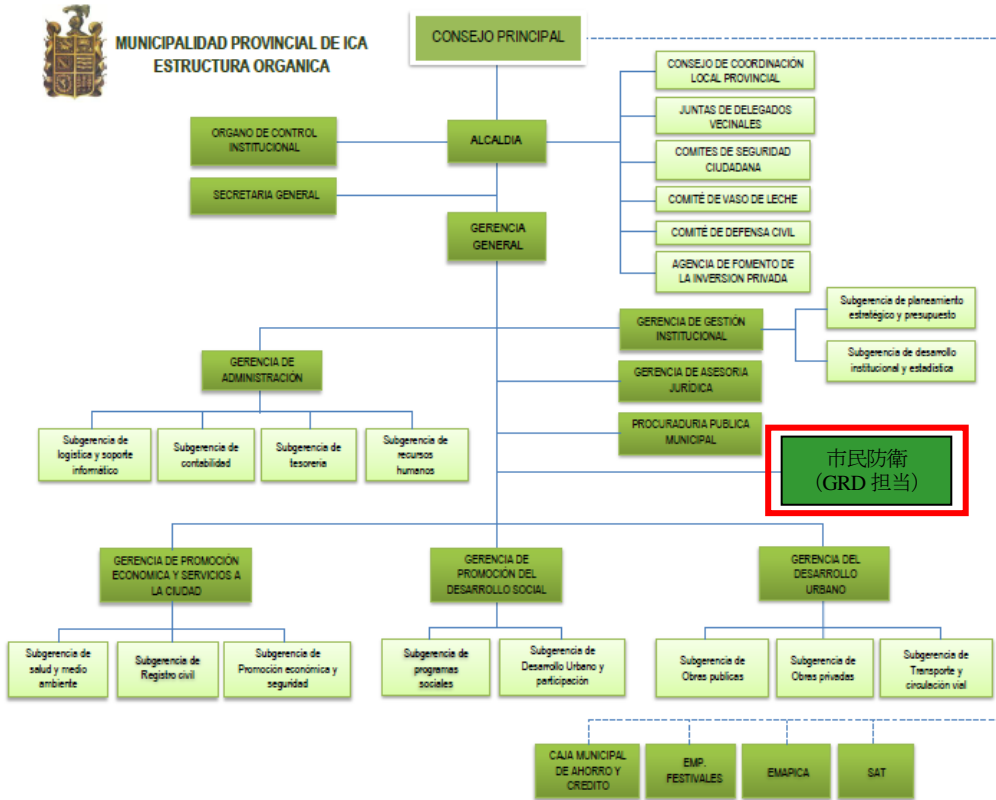 MUNICIPALIDAD PROVINCIAL DE ICA
ESTRUCTURA ORGANICA
CONSEJO PRINCIPAL
CONSEJO DE COORDINACIÓN
LOCAL PROVINCIAL
JUNTAS DE DELEGADOS
VECINALES
ORGANO DE CONTROL
INSTITUCIONAL
ALCALDIA
COMITES DE SEGURIDAD
CIUDADANA
SECRETARIA GENERAL
COMITÉ DE VASO DE LECHE
GERENCIA
GENERAL
COMITÉ DE DEFENSA CIVIL
AGENCIA DE FOMENTO DE
LA INVERSION PRIVADA
GERENCIA DE GESTIÓN
INSTITUCIONAL
Subgerencia de planeamiento
estratégico y presupuesto
Subgerencia de desarrollo
institucional y estadística
GERENCIA DE
ADMINISTRACIÓN
GERENCIA DE ASESORIA
JURÍDICA
Subgerencia de
logística y soporte
informático
Subgerencia de
contabilidad
Subgerencia de
tesoreria
Subgerencia de
recursos
humanos
PROCURADURIA PUBLICA
MUNICIPAL
市民防衛
（GRD 担当）
GERENCIA DE PROMOCIÓN
ECONOMICA Y SERVICIOS A
LA CIUDAD
GERENCIA DE
PROMOCIÓN DEL
DESARROLLO SOCIAL
GERENCIA DEL
DESARROLLO
URBANO
Subgerencia de
salud y medio
ambiente
Subgerencia de
Registro civil
Subgerencia de
Promoción económica y
seguridad
Subgerencia de
programas
sociales
Subgerencia de
Desarrollo Urbano y
participación
Subgerencia de
Obras publicas
Subgerencia de
Obras privadas
Subgerencia de
Transporte y
circulación vial
CAJA MUNICIPAL
DE AHORRO Y
CREDITO
EMP.
FESTIVALES
EMAPICA
SAT